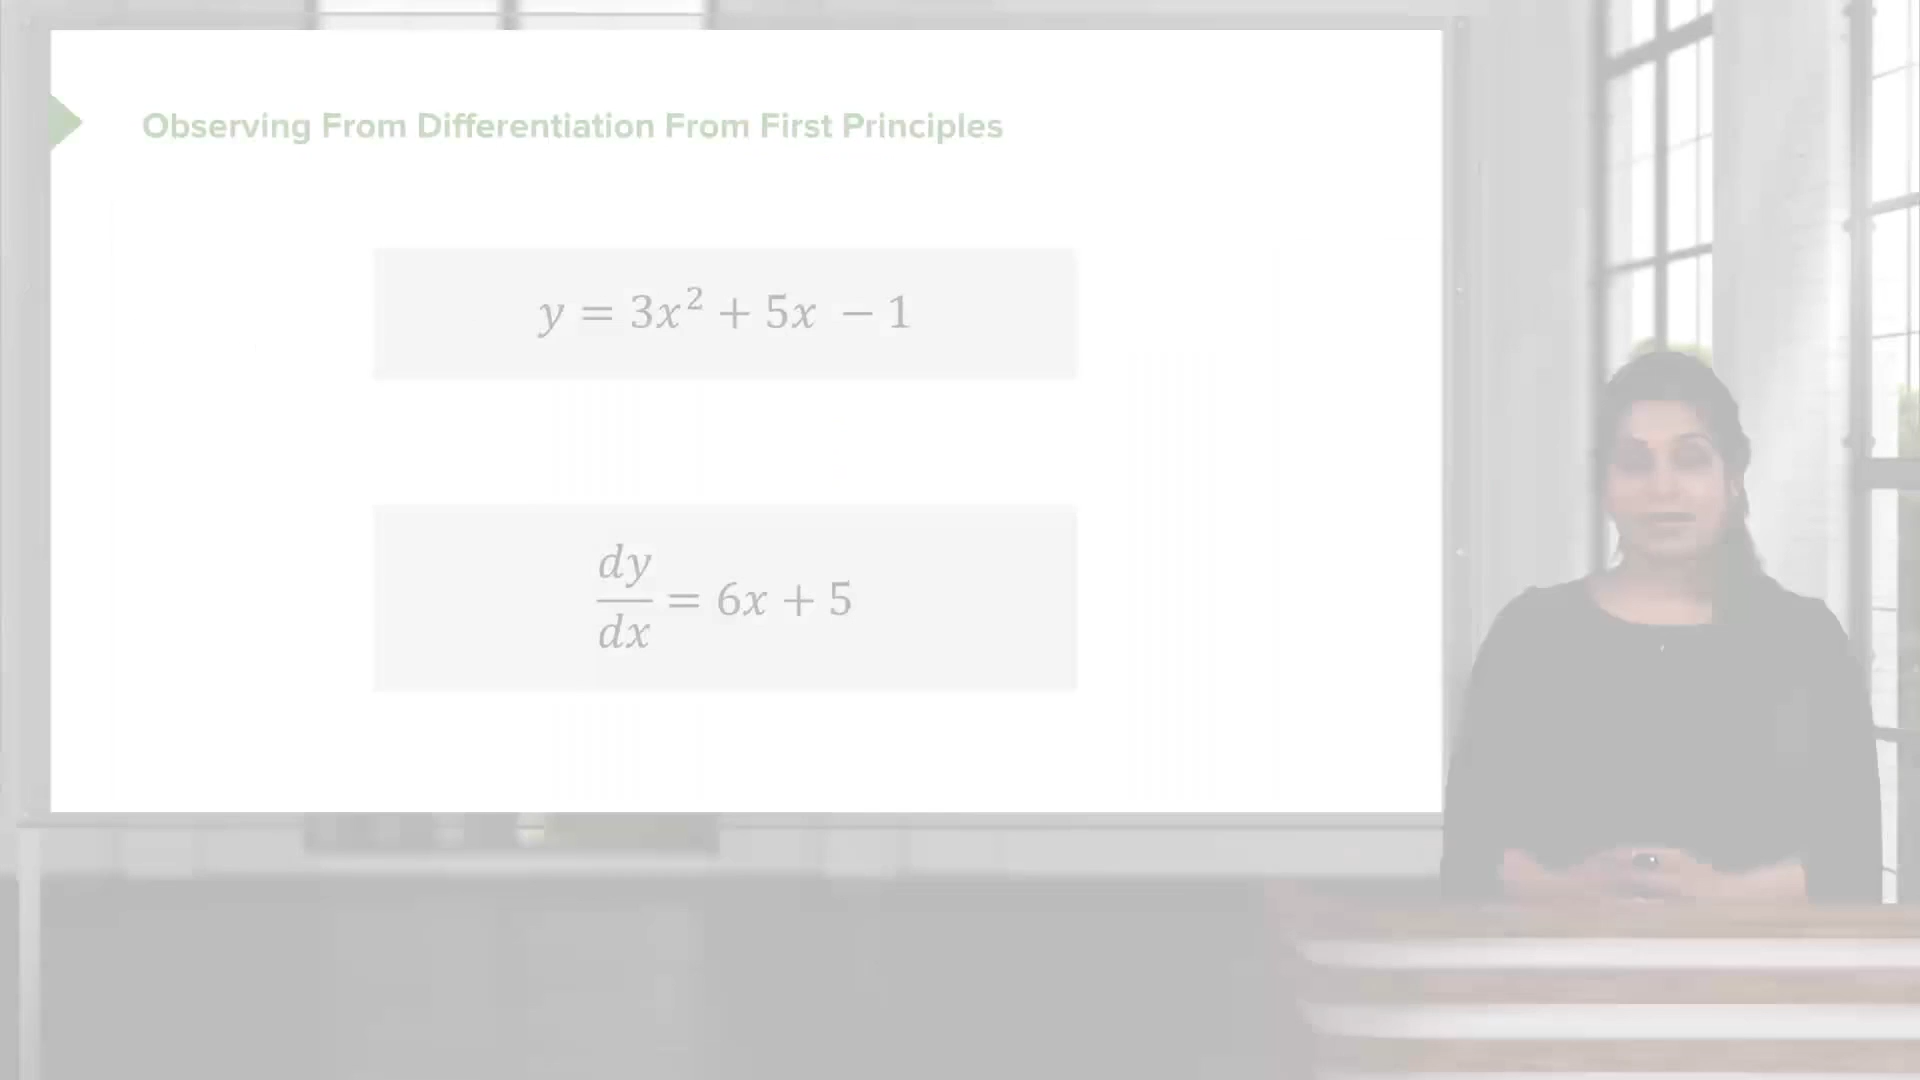 Observing From Differentiation From First Principles
y = 3x² + 5x − 1
dy/dx = 6x + 5